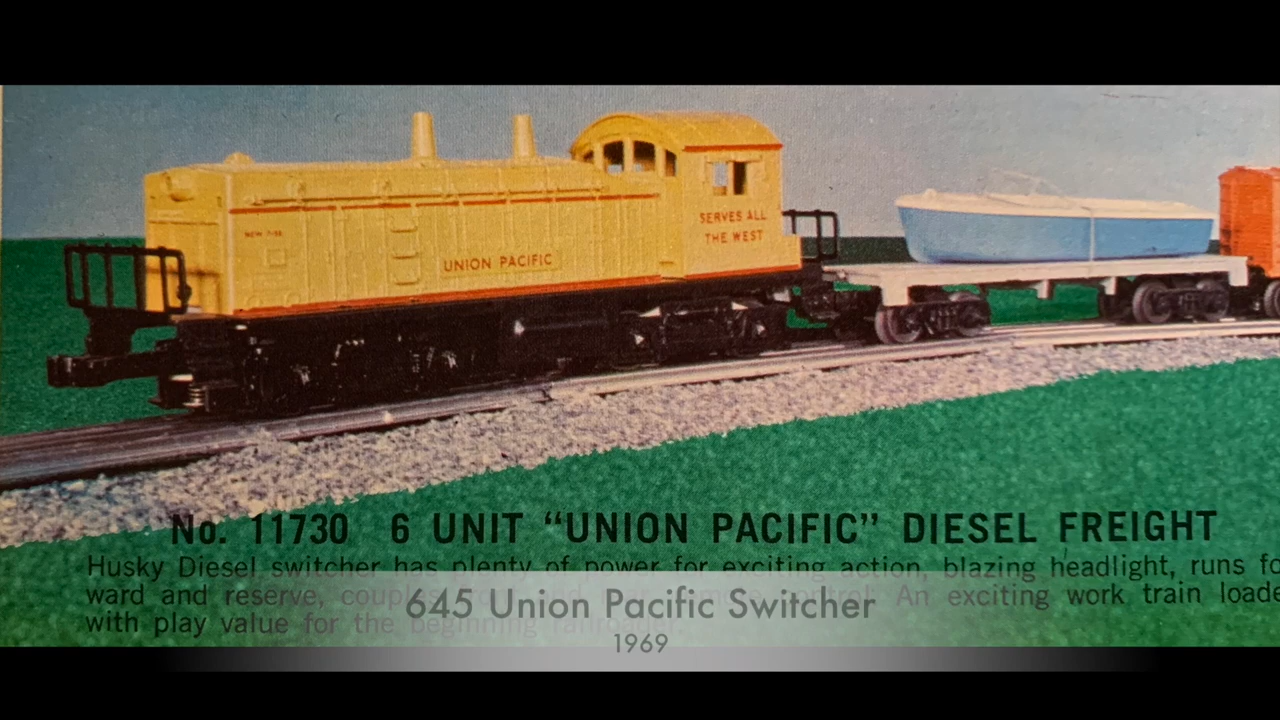 SERVES ALL
THE WEST
UNION PACIFIC
No. 11730 6 UNIT “UNION PACIFIC” DIESEL FREIGHT
Husky Diesel switcher has plenty of power for exciting action, blazing headlight, runs fo
ward and reserve, An exciting work train loade
with play value for the beginning railroader.
645 Union Pacific Switcher
1969